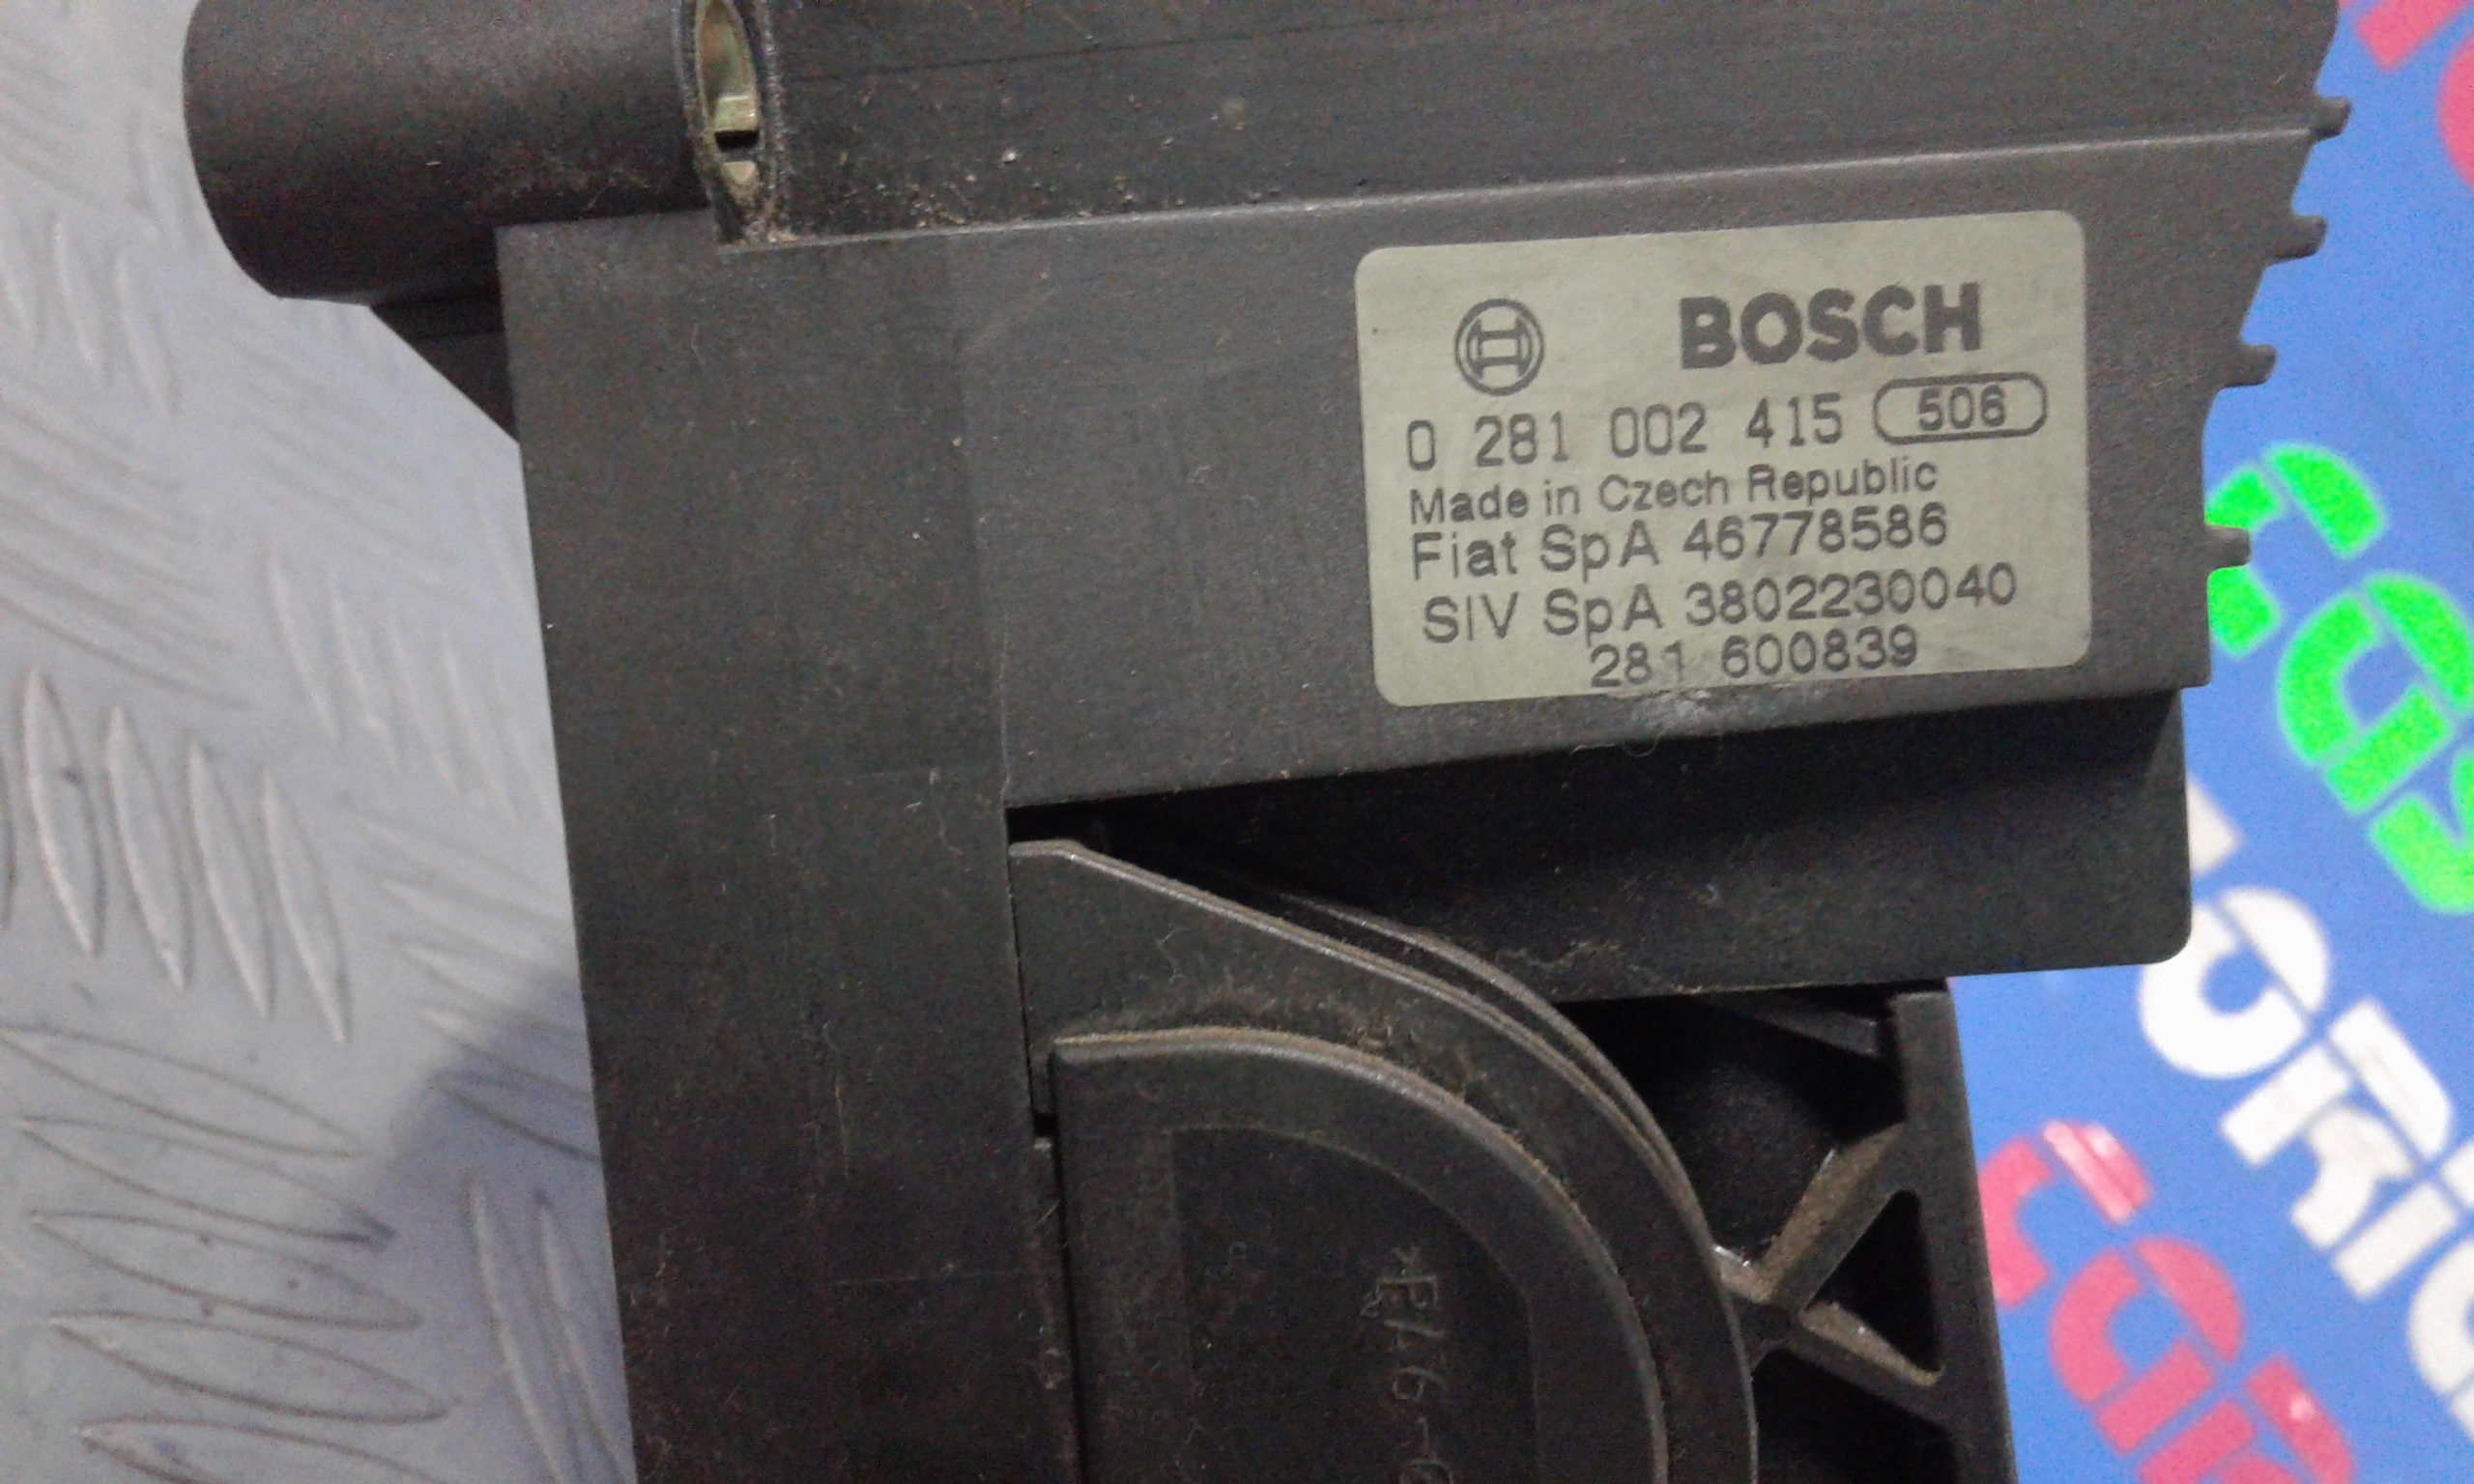 BOSCH
0 281 002 415 506
Made in Czech Republic
Fiat SpA 46778586
SIV SpA 3802230040
281 600839